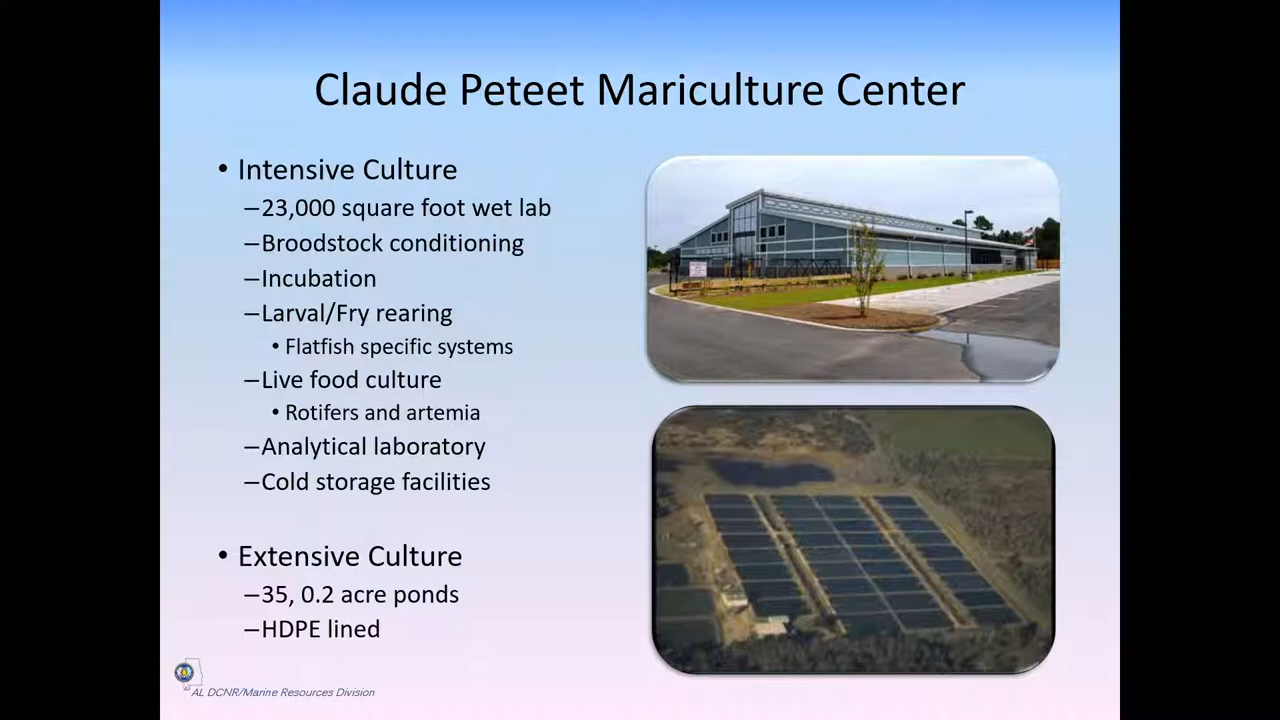 Claude Peteet Mariculture Center
• Intensive Culture
–23,000 square foot wet lab
–Broodstock conditioning
–Incubation
–Larval/Fry rearing
• Flatfish specific systems
–Live food culture
• Rotifers and artemia
–Analytical laboratory
–Cold storage facilities
• Extensive Culture
–35, 0.2 acre ponds
–HDPE lined
AL DCNR/Marine Resources Division